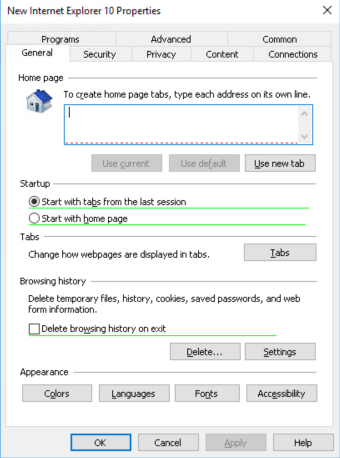 New Internet Explorer 10 Properties
Programs Advanced Common
General Security Privacy Content Connections
Home page
To create home page tabs, type each address on its own line.
Use current Use default Use new tab
Startup
Start with tabs from the last session
Start with home page
Tabs
Change how webpages are displayed in tabs. Tabs
Browsing history
Delete temporary files, history, cookies, saved passwords, and web
form information.
Delete browsing history on exit
Delete... Settings
Appearance
Colors Languages Fonts Accessibility
OK Cancel Apply Help